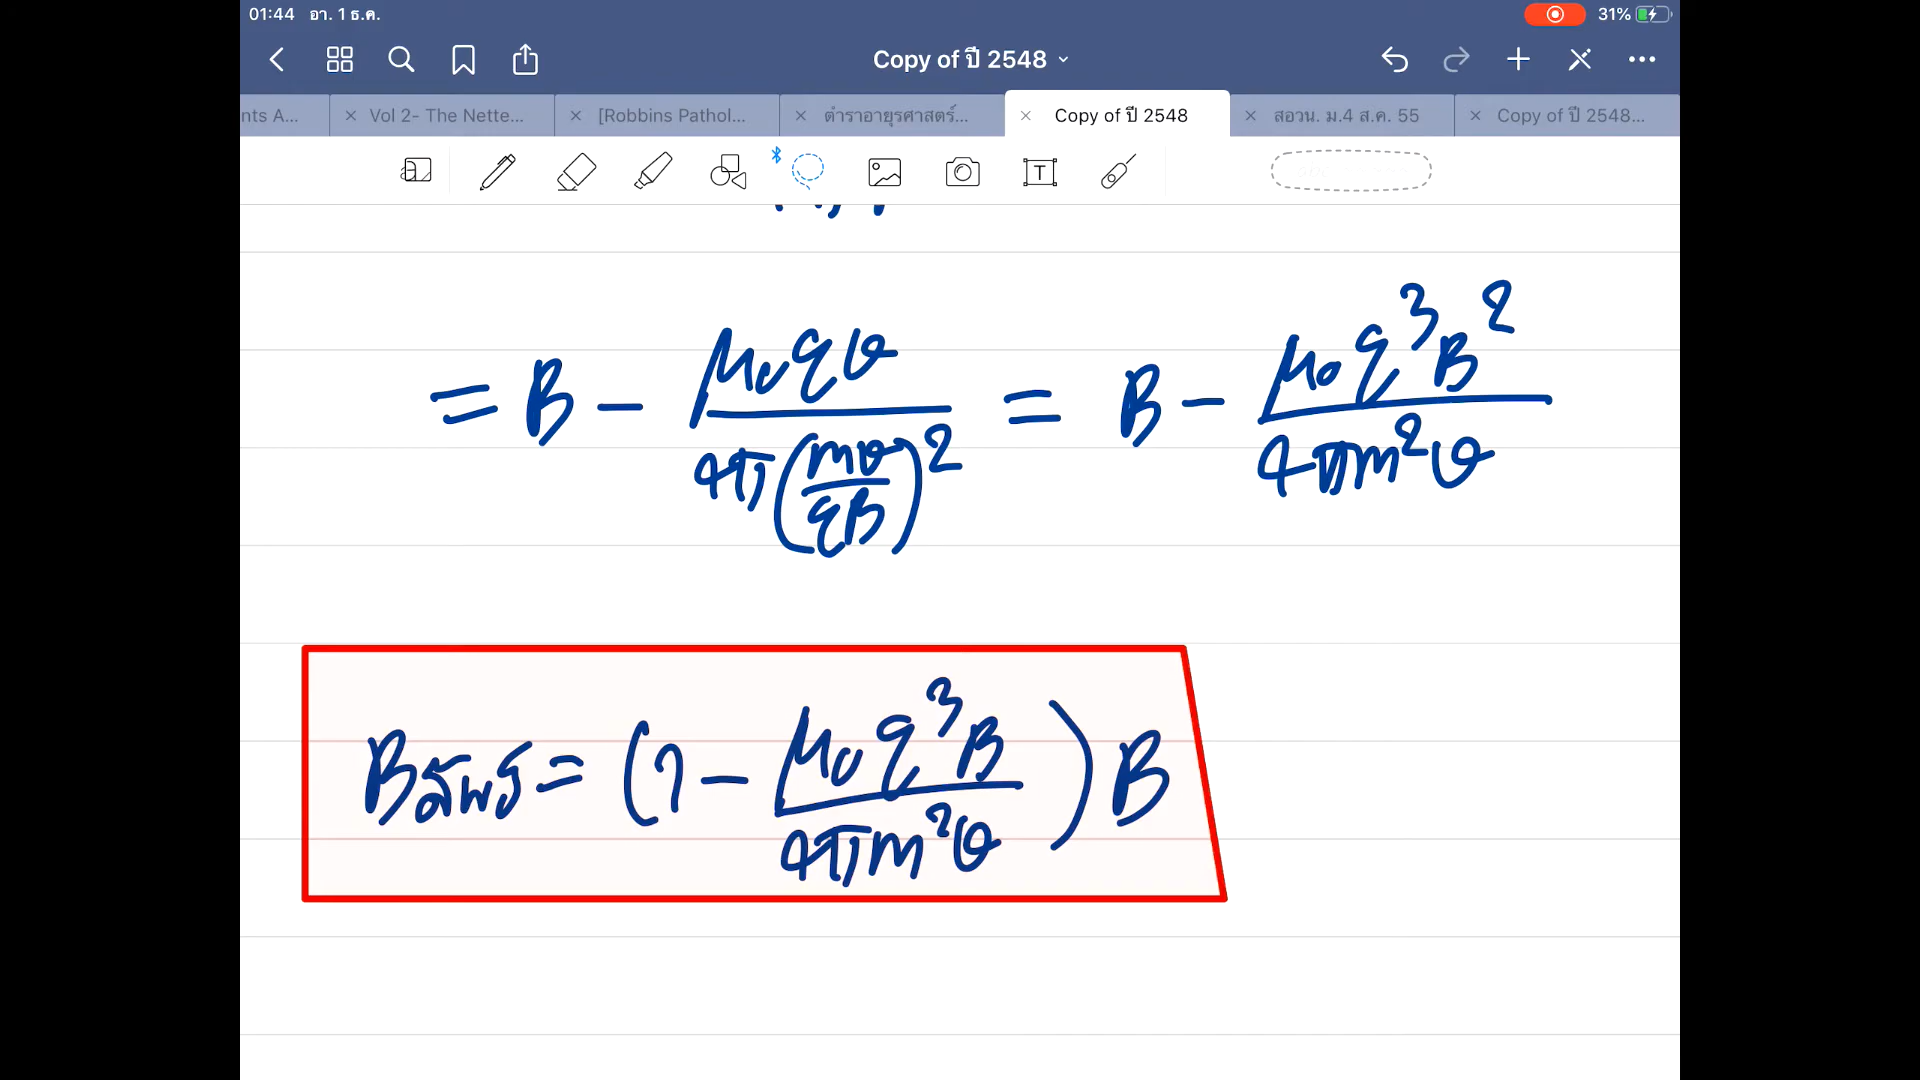 01:44 อา. 1 ธ.ค. 31%
Copy of ปี 2548
nts A... Vol 2- The Nette... [Robbins Pathol... ตำราอายุรศาสตร์... Copy of ปี 2548 สอวน. ม.4 ส.ค. 55 Copy of ปี 2548...
= B - μ₀qv / 4π(mv/qB)² = B - μ₀q³B² / 4πm²v
Bลัพธ์ = (1 - μ₀q³B / 4πm²v) B